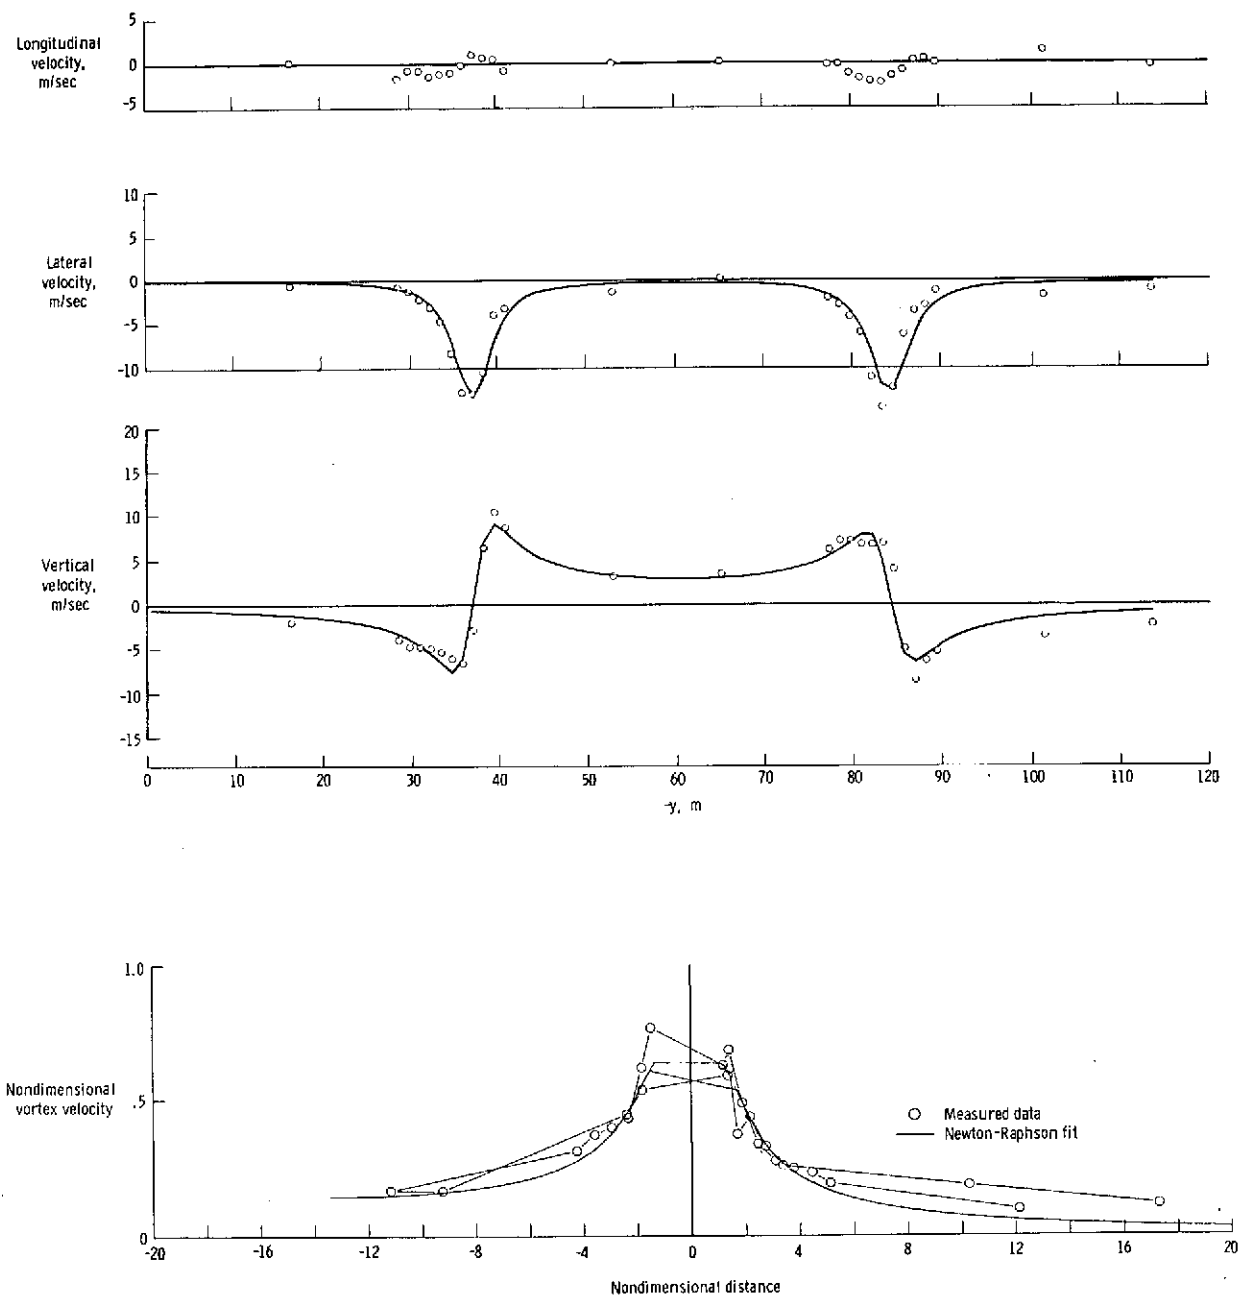 Longitudinal
velocity,
m/sec
5
0
-5
Lateral
velocity,
m/sec
10
5
0
-5
-10
Vertical
velocity,
m/sec
20
15
10
5
0
-5
-10
-15
0 10 20 30 40 50 60 70 80 90 100 110 120
-y, m
Nondimensional
vortex velocity
1.0
.5
0
-20 -16 -12 -8 -4 0 4 8 12 16 20
Nondimensional distance
Measured data
Newton-Raphson fit